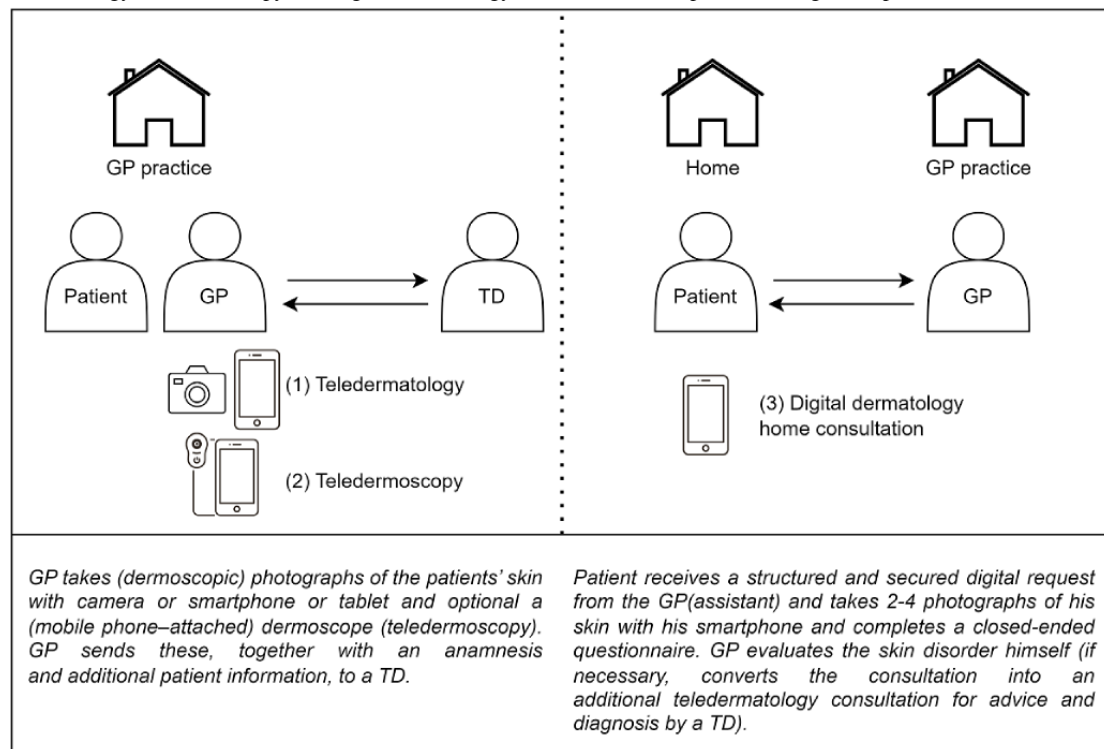 GP practice
Patient
GP
TD
(1) Teledermatology
(2) Teledermoscopy
GP takes (dermoscopic) photographs of the patients' skin
with camera or smartphone or tablet and optional a
(mobile phone–attached) dermoscope (teledermoscopy).
GP sends these, together with an anamnesis
and additional patient information, to a TD.
Home
GP practice
Patient
GP
(3) Digital dermatology
home consultation
Patient receives a structured and secured digital request
from the GP(assistant) and takes 2-4 photographs of his
skin with his smartphone and completes a closed-ended
questionnaire. GP evaluates the skin disorder himself (if
necessary, converts the consultation into an
additional teledermatology consultation for advice and
diagnosis by a TD).